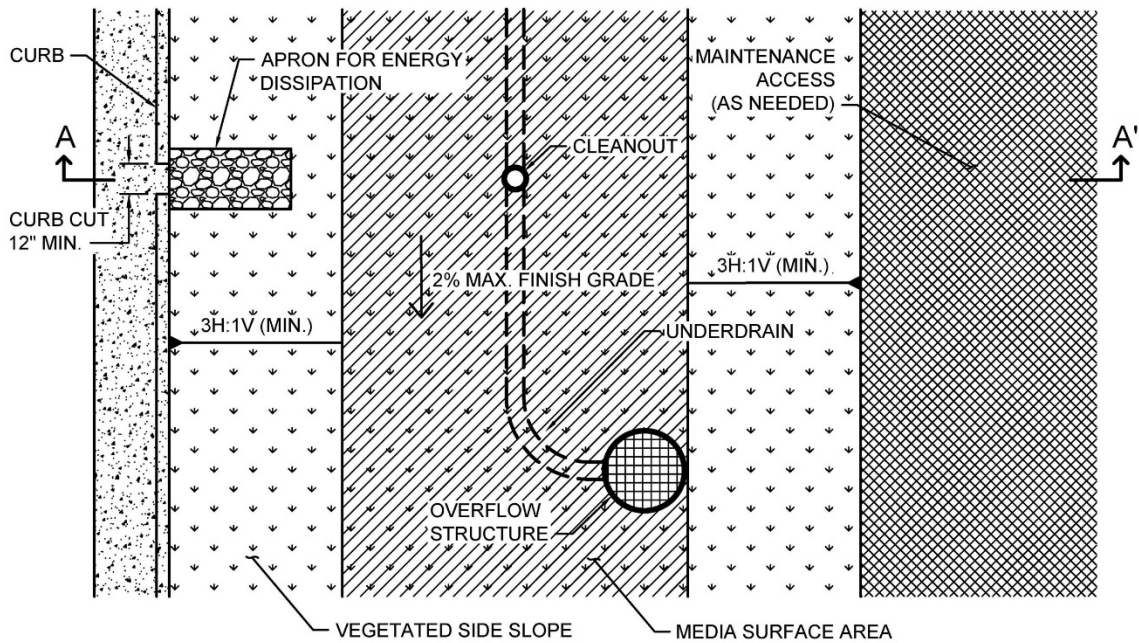 CURB
APRON FOR ENERGY
DISSIPATION
MAINTENANCE
ACCESS
(AS NEEDED)
A
A'
CLEANOUT
CURB CUT
12" MIN.
2% MAX. FINISH GRADE
3H:1V (MIN.)
3H:1V (MIN.)
UNDERDRAIN
OVERFLOW
STRUCTURE
VEGETATED SIDE SLOPE
MEDIA SURFACE AREA